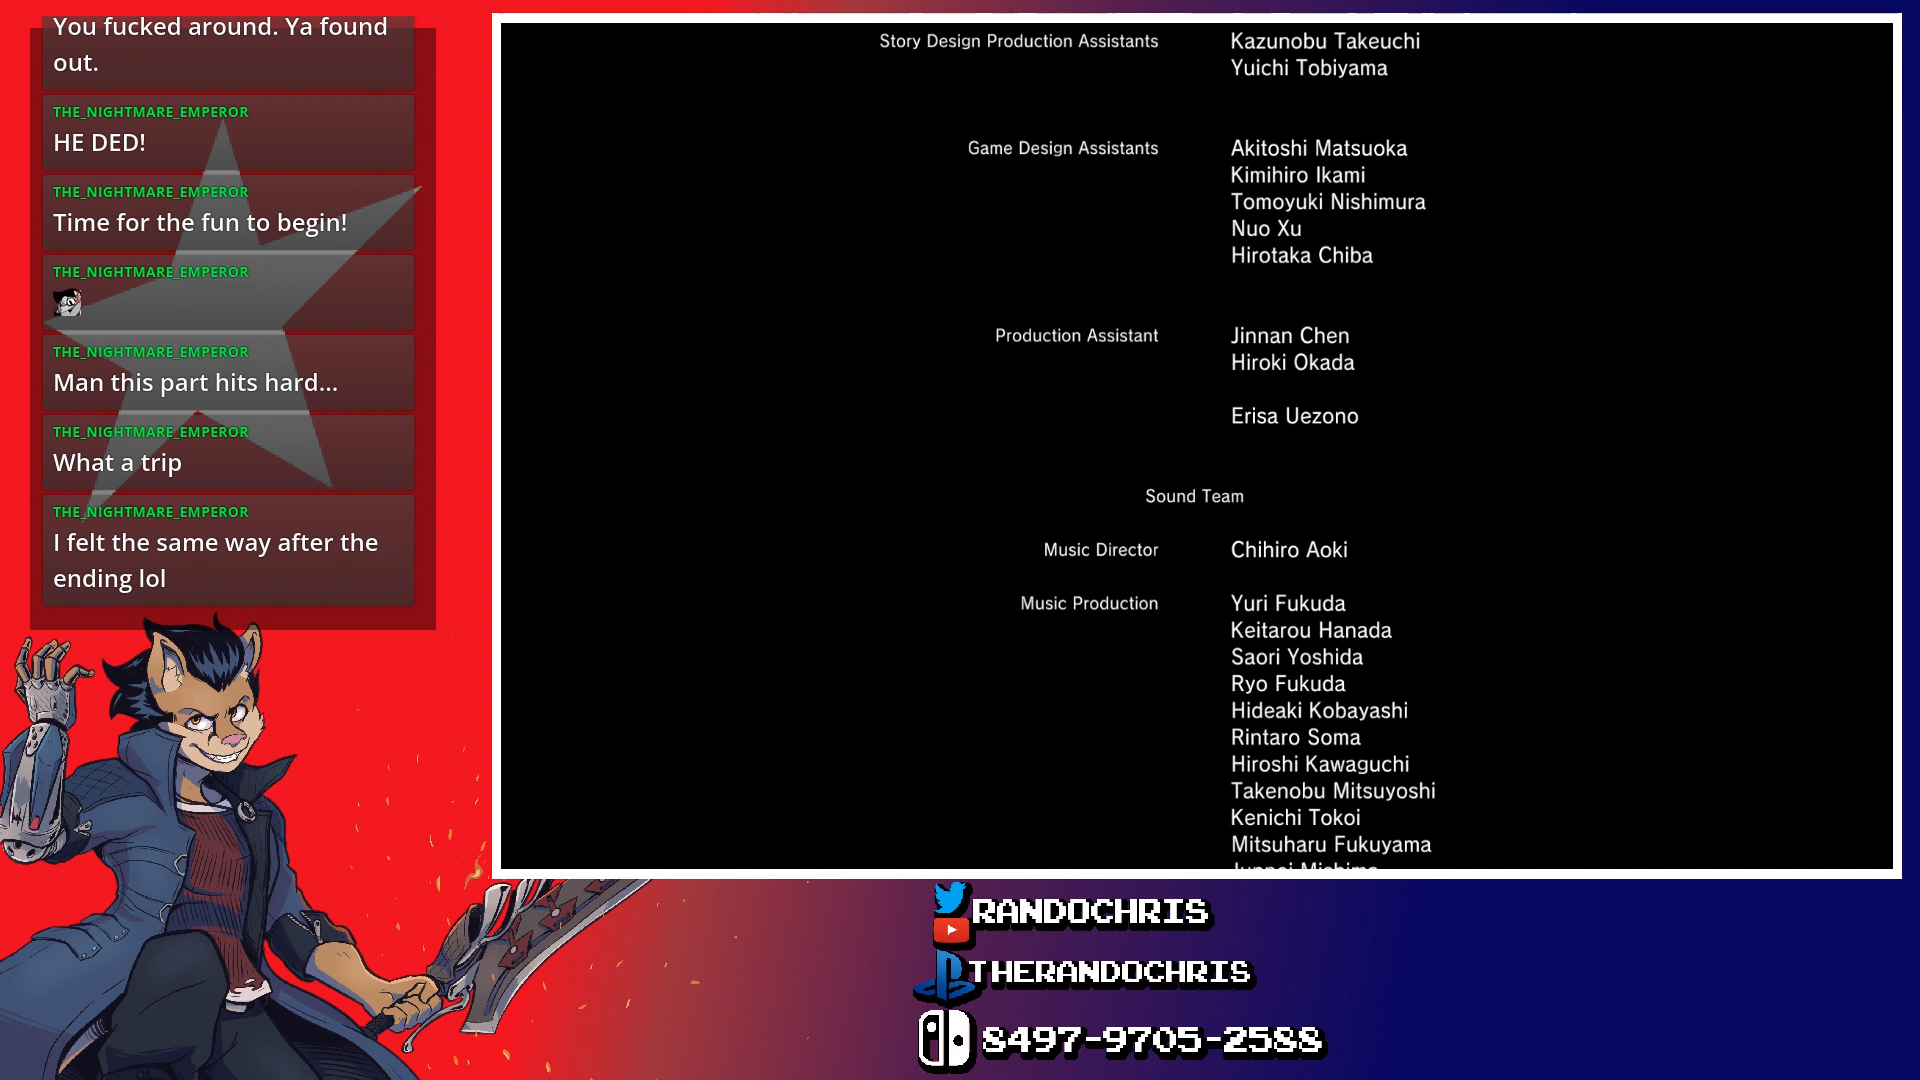 You fucked around. Ya found
out.
THE_NIGHTMARE_EMPEROR
HE DED!
THE_NIGHTMARE_EMPEROR
Time for the fun to begin!
THE_NIGHTMARE_EMPEROR
THE_NIGHTMARE_EMPEROR
Man this part hits hard...
THE_NIGHTMARE_EMPEROR
What a trip
THE_NIGHTMARE_EMPEROR
I felt the same way after the
ending lol
Story Design Production Assistants Kazunobu Takeuchi
Yuichi Tobiyama
Game Design Assistants Akitoshi Matsuoka
Kimihiro Ikami
Tomoyuki Nishimura
Nuo Xu
Hirotaka Chiba
Production Assistant Jinnan Chen
Hiroki Okada
Erisa Uezono
Sound Team
Music Director Chihiro Aoki
Music Production Yuri Fukuda
Keitarou Hanada
Saori Yoshida
Ryo Fukuda
Hideaki Kobayashi
Rintaro Soma
Hiroshi Kawaguchi
Takenobu Mitsuyoshi
Kenichi Tokoi
Mitsuharu Fukuyama
RANDOCHRIS
THERANDOCHRIS
8497-9705-2588